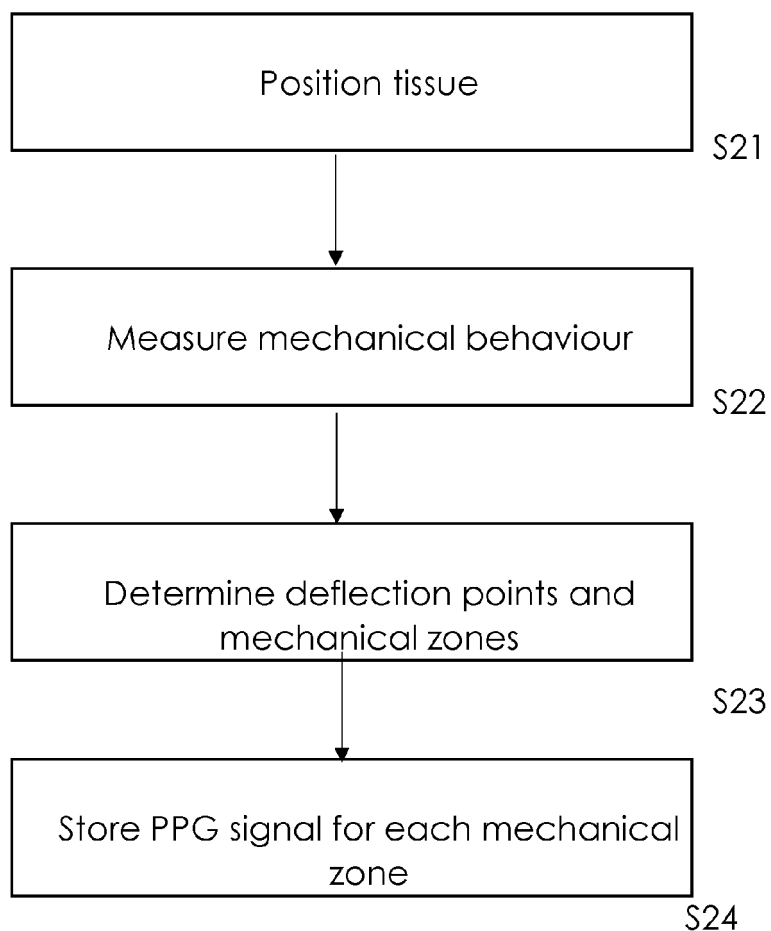 Position tissue
S21
Measure mechanical behaviour
S22
Determine deflection points and
mechanical zones
S23
Store PPG signal for each mechanical
zone
S24